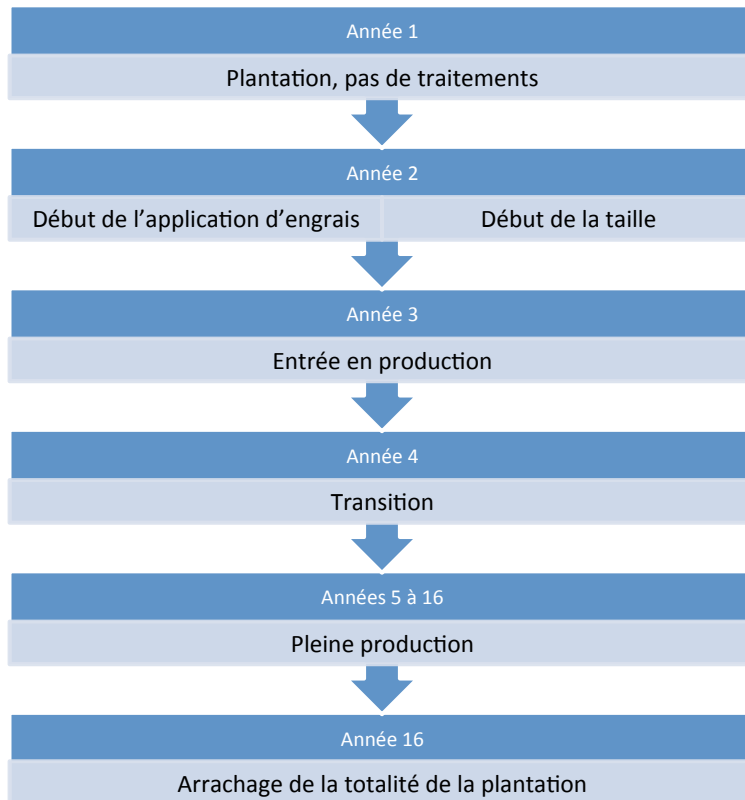 Année 1
Plantation, pas de traitements
Année 2
Début de l’application d’engrais
Début de la taille
Année 3
Entrée en production
Année 4
Transition
Années 5 à 16
Pleine production
Année 16
Arrachage de la totalité de la plantation